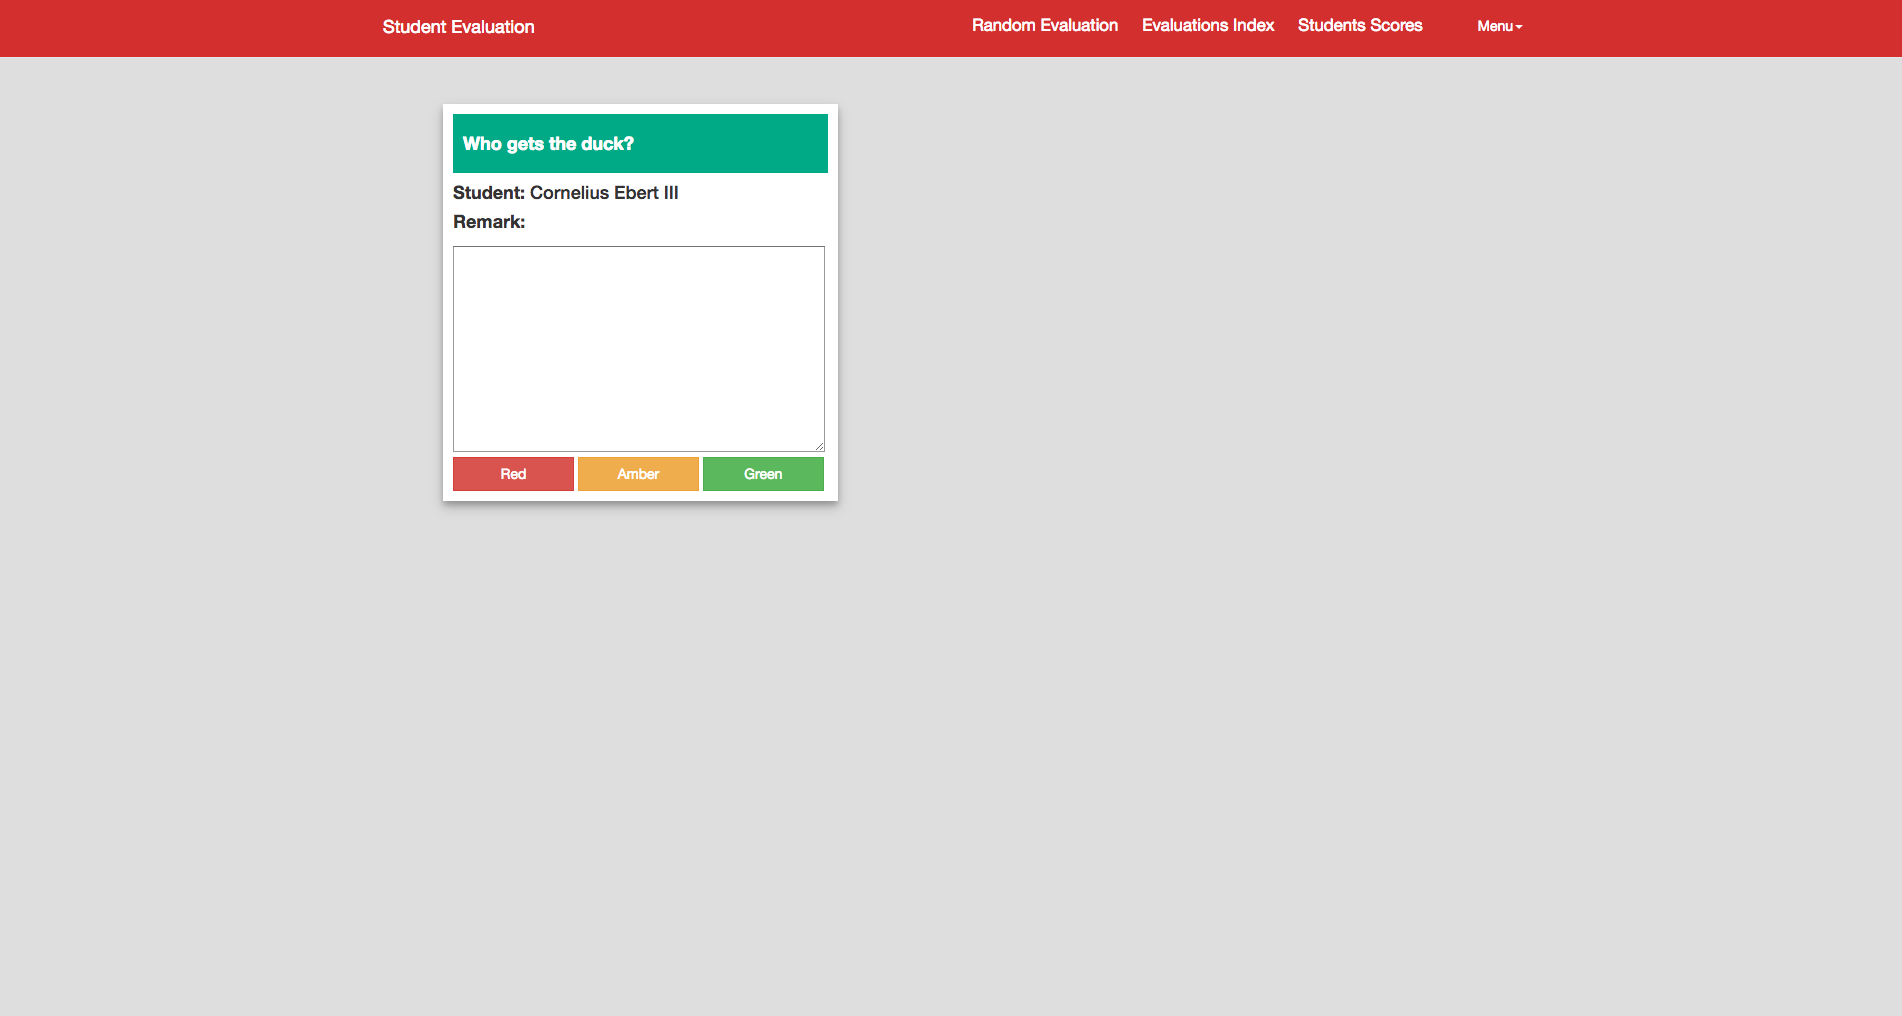 Student Evaluation
Random Evaluation
Evaluations Index
Students Scores
Menu
Who gets the duck?
Student: Cornelius Ebert III
Remark:
Red
Amber
Green